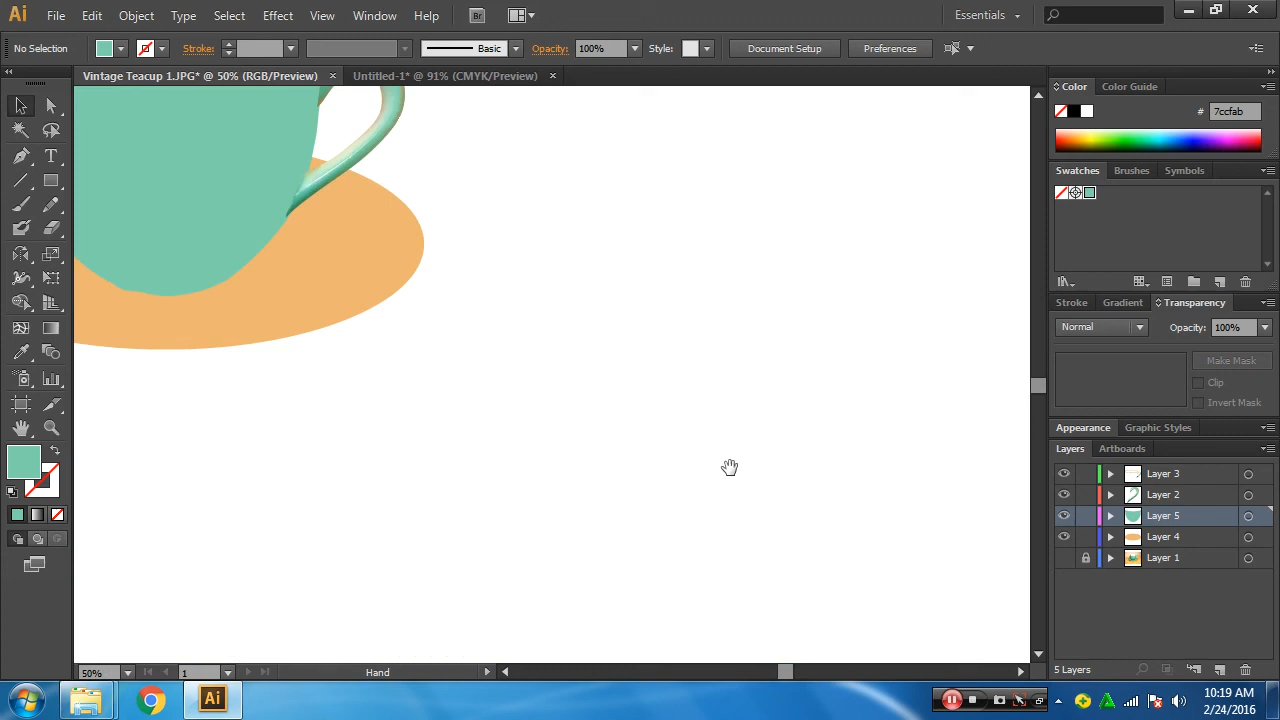 Ai File Edit Object Type Select Effect View Window Help Br Essentials
No Selection Stroke: Basic Opacity: 100% Style: Document Setup Preferences
Vintage Teacup 1.JPG* @ 50% (RGB/Preview) × Untitled-1* @ 91% (CMYK/Preview) ×
Color Color Guide
# 7ccfab
Swatches Brushes Symbols
Stroke Gradient Transparency
Normal Opacity: 100%
Make Mask
Clip
Invert Mask
Appearance Graphic Styles
Layers Artboards
Layer 3
Layer 2
Layer 5
Layer 4
Layer 1
50% 1 Hand 5 Layers
Ai
10:19 AM
2/24/2016